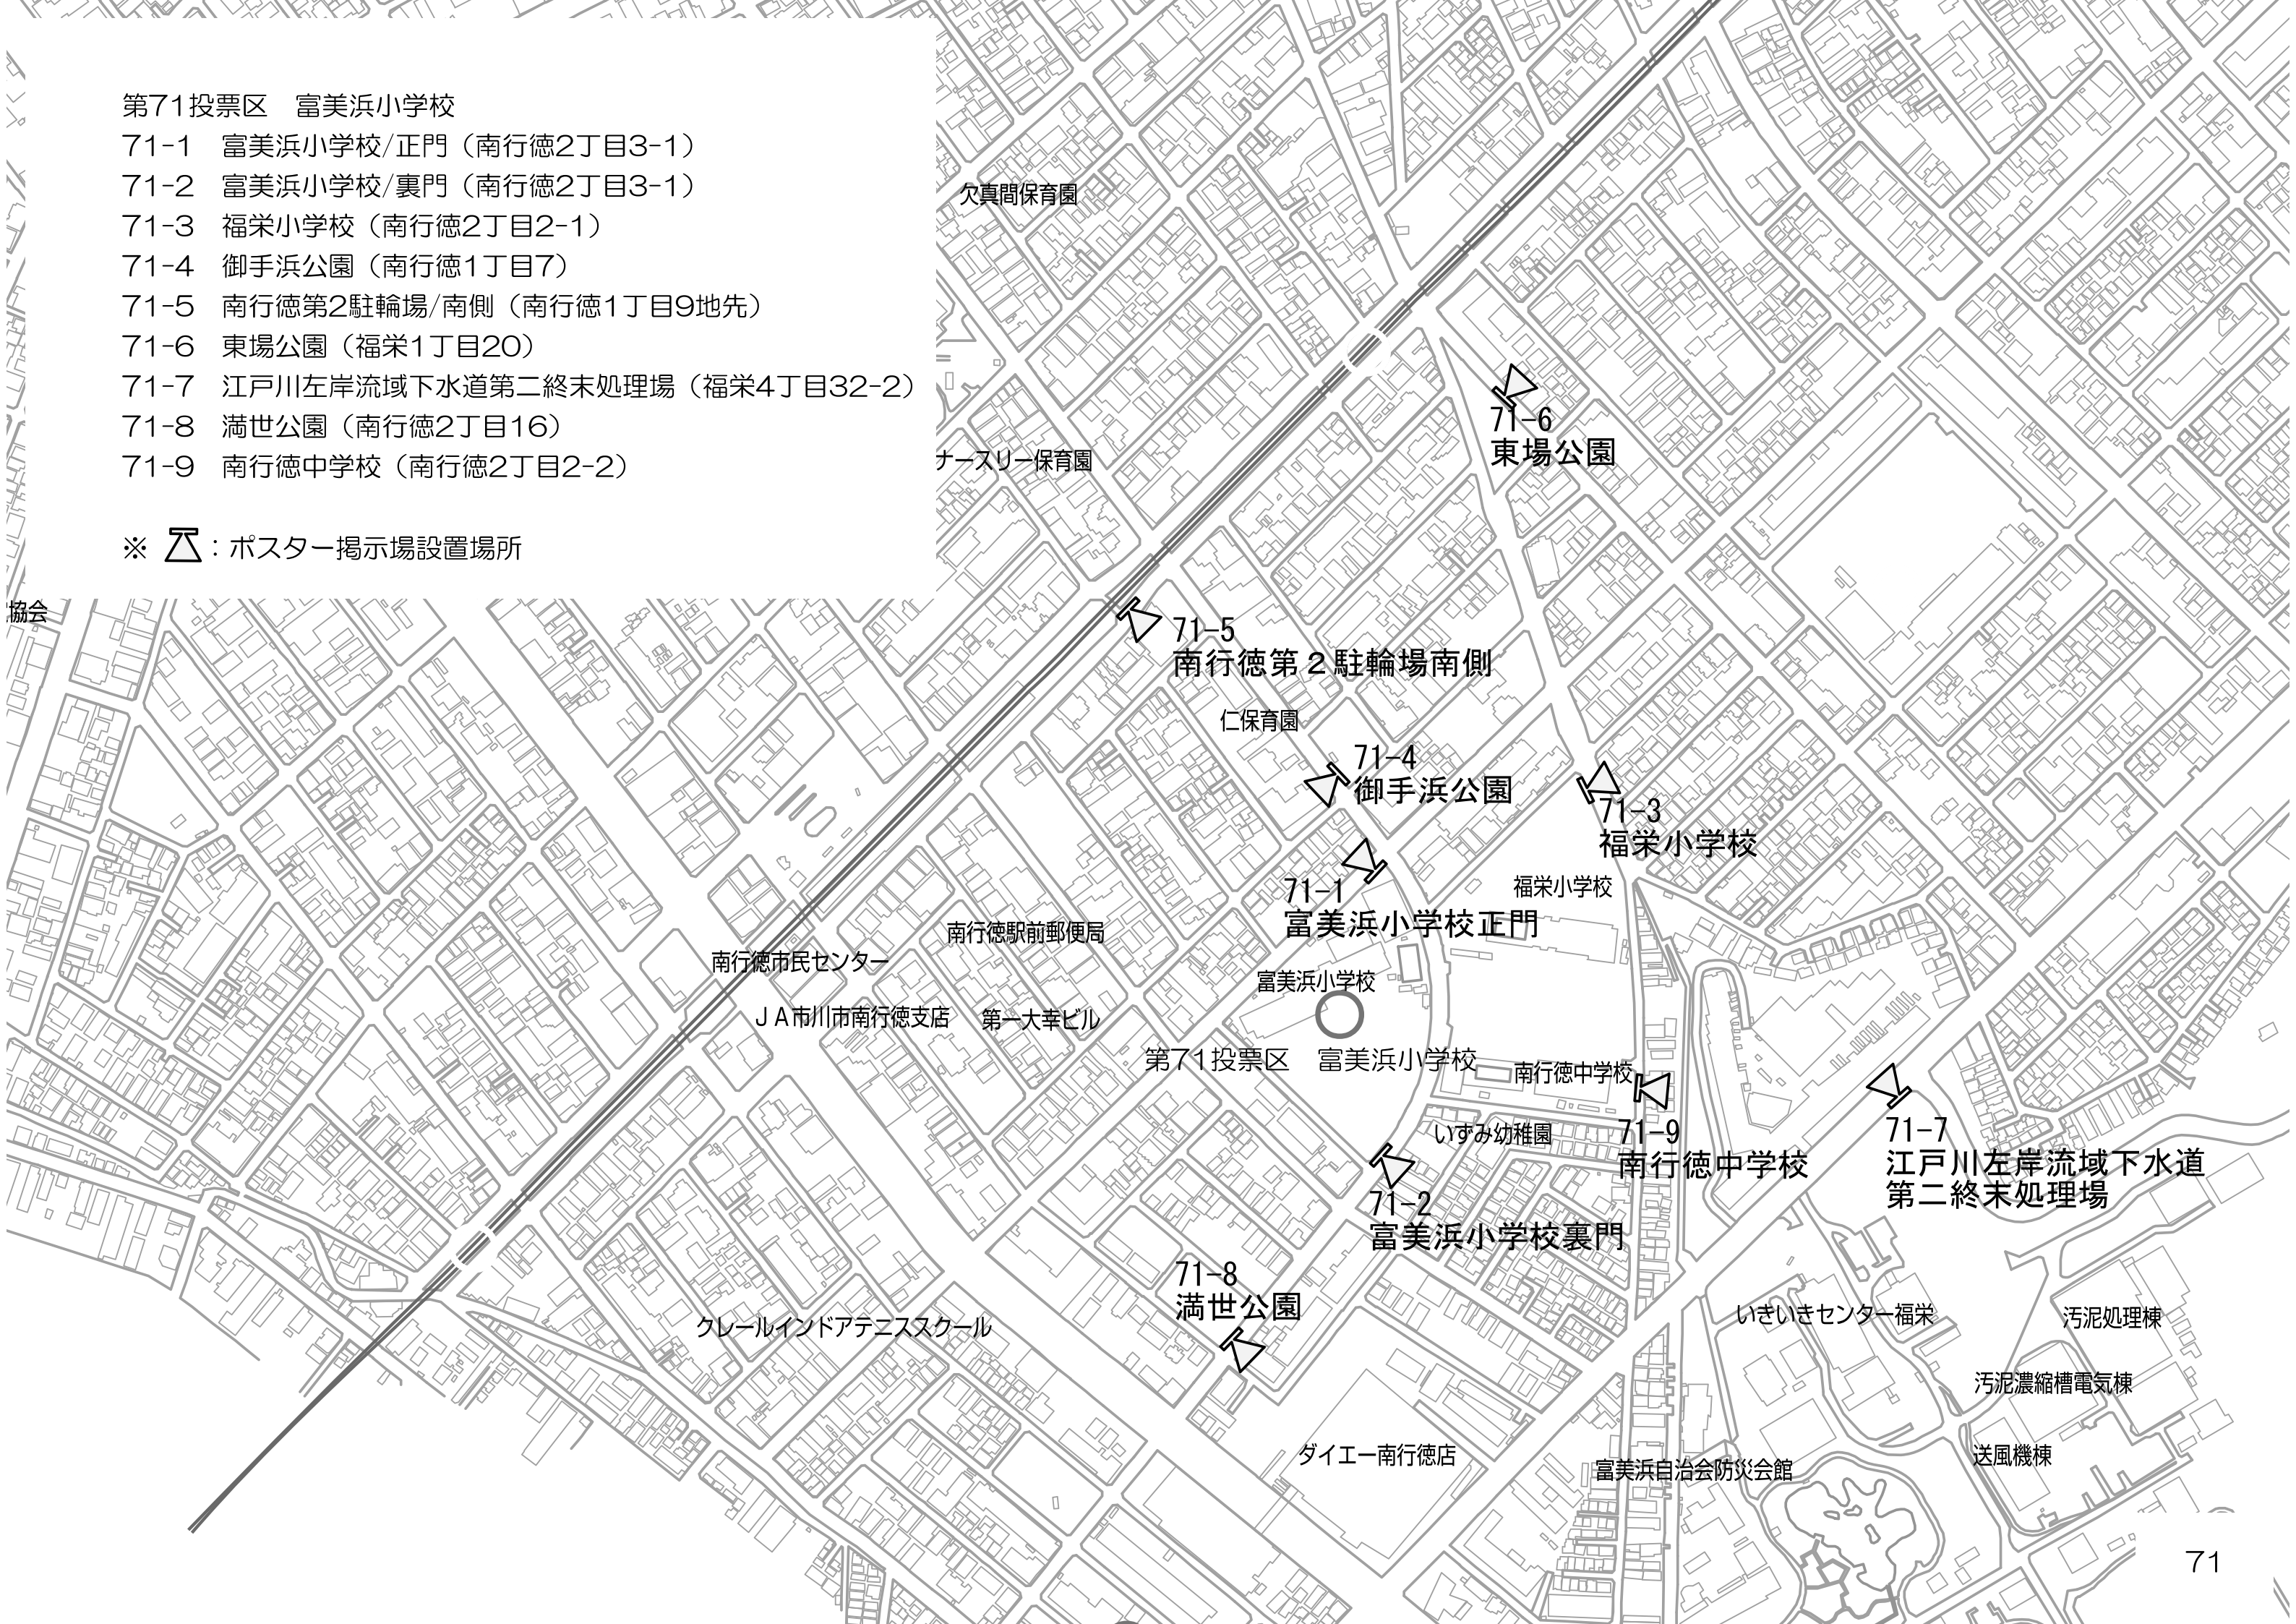 第71投票区　富美浜小学校
71-1　富美浜小学校/正門（南行徳2丁目3-1）
71-2　富美浜小学校/裏門（南行徳2丁目3-1）
71-3　福栄小学校（南行徳2丁目2-1）
71-4　御手浜公園（南行徳1丁目7）
71-5　南行徳第2駐輪場/南側（南行徳1丁目9地先）
71-6　東場公園（福栄1丁目20）
71-7　江戸川左岸流域下水道第二終末処理場（福栄4丁目32-2）
71-8　満世公園（南行徳2丁目16）
71-9　南行徳中学校（南行徳2丁目2-2）
※　：ポスター掲示場設置場所
欠真間保育園
71-6
東場公園
ナースリー保育園
協会
71-5
南行徳第２駐輪場南側
仁保育園
71-4
御手浜公園
71-3
福栄小学校
71-1
富美浜小学校正門
福栄小学校
南行徳駅前郵便局
南行徳市民センター
富美浜小学校
ＪＡ市川市南行徳支店
第一大幸ビル
第71投票区　富美浜小学校
南行徳中学校
71-9
南行徳中学校
いずみ幼稚園
71-7
江戸川左岸流域下水道
第二終末処理場
71-2
富美浜小学校裏門
71-8
満世公園
クレールインドアテニススクール
いきいきセンター福栄
汚泥処理棟
汚泥濃縮槽電気棟
ダイエー南行徳店
富美浜自治会防災会館
送風機棟
71